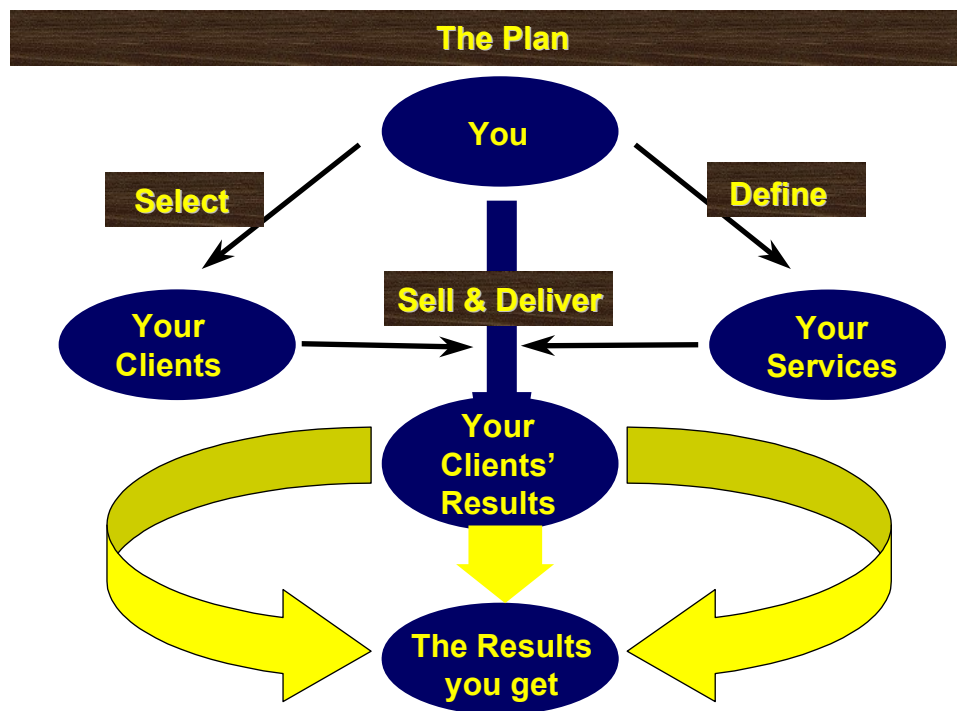 The Plan
You
Select
Define
Sell & Deliver
Your
Clients
Your
Services
Your
Clients’
Results
The Results
you get